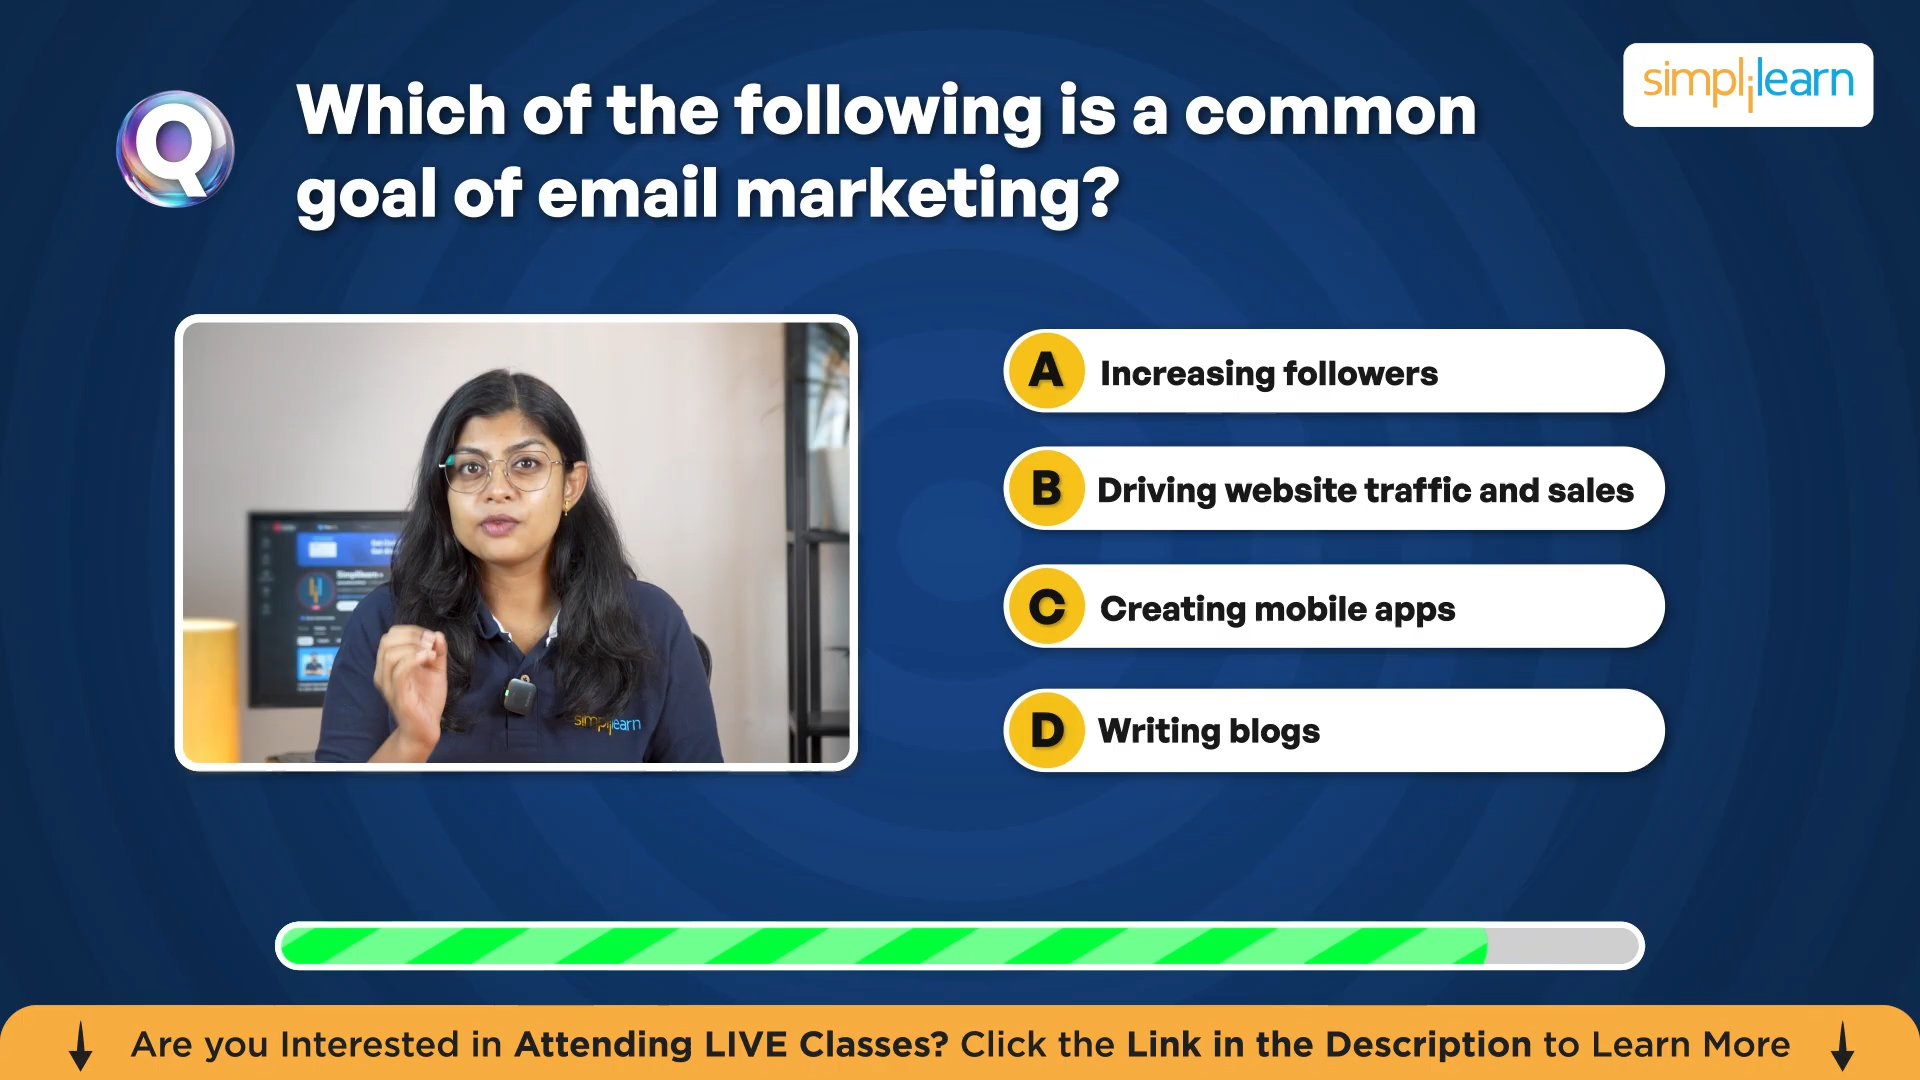 Q
Which of the following is a common
goal of email marketing?
simplilearn
A Increasing followers
B Driving website traffic and sales
C Creating mobile apps
D Writing blogs
simplilearn
Are you Interested in Attending LIVE Classes? Click the Link in the Description to Learn More